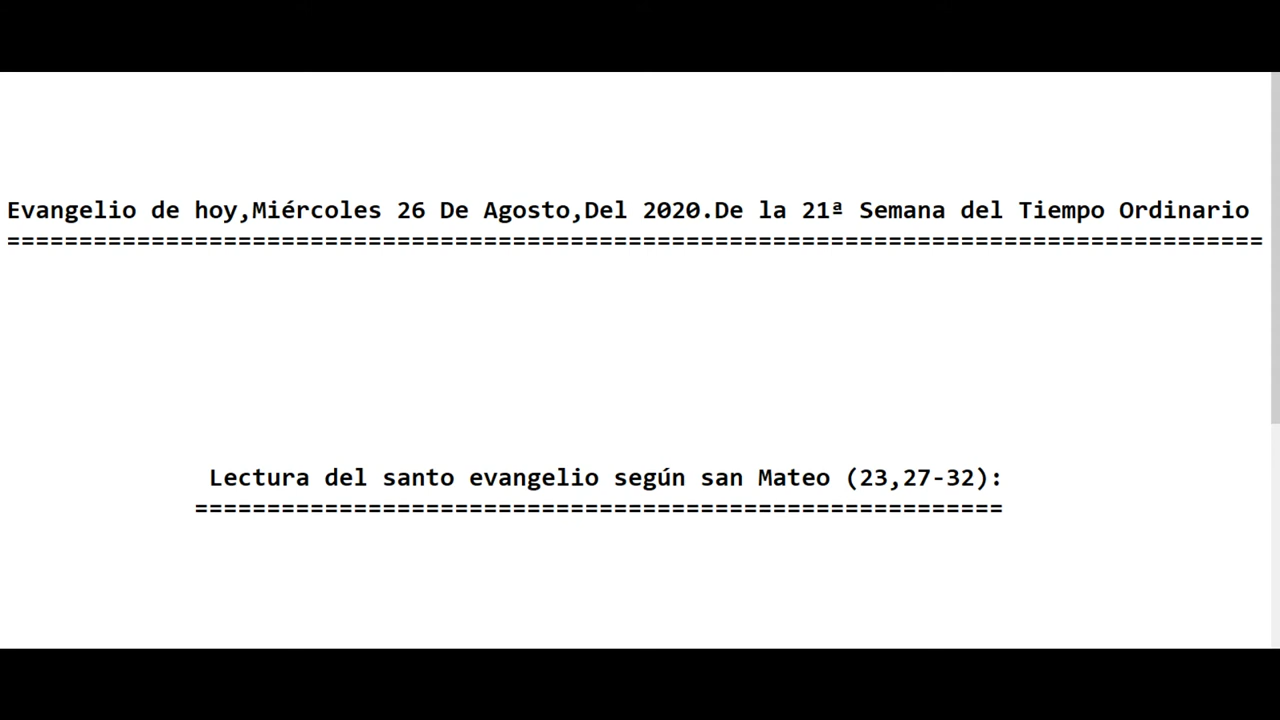 Evangelio de hoy,Miércoles 26 De Agosto,Del 2020.De la 21ª Semana del Tiempo Ordinario
=======================================================================================
Lectura del santo evangelio según san Mateo (23,27-32):
========================================================